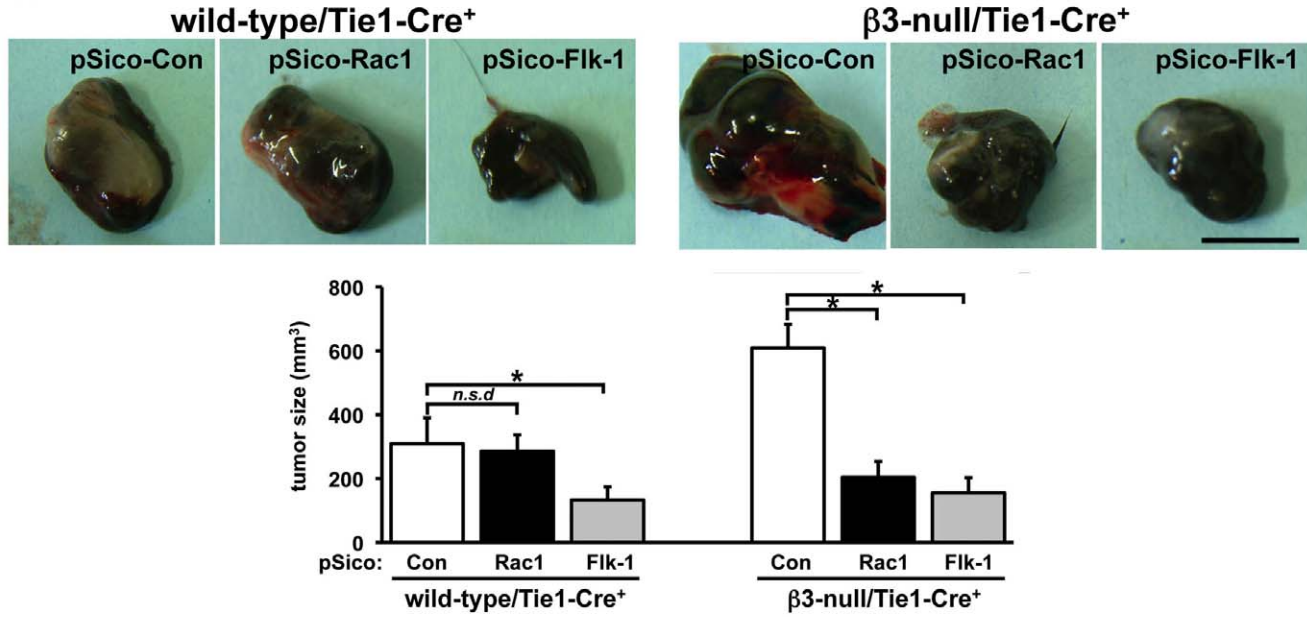 wild-type/Tie1-Cre⁺ β3-null/Tie1-Cre⁺
pSico-Con pSico-Rac1 pSico-Flk-1 pSico-Con pSico-Rac1 pSico-Flk-1
800
600
400
200
0
tumor size (mm³)
n.s.d
*
*
*
pSico: Con Rac1 Flk-1 Con Rac1 Flk-1
wild-type/Tie1-Cre⁺ β3-null/Tie1-Cre⁺